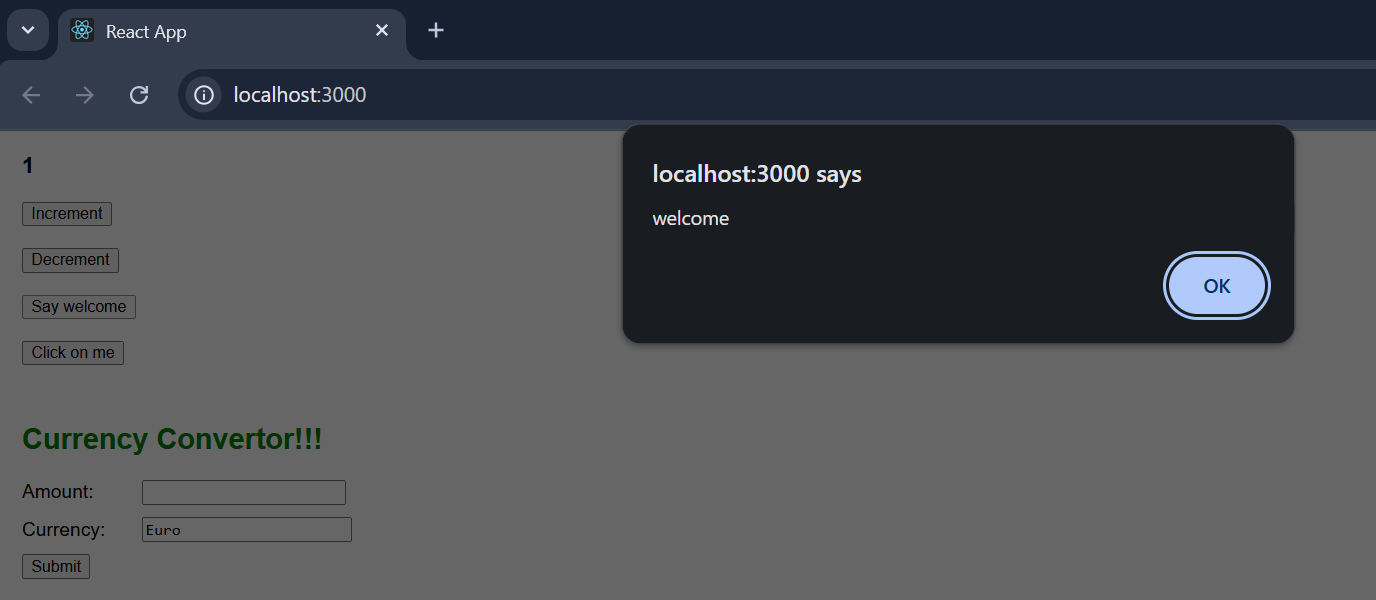 React App
localhost:3000
localhost:3000 says
welcome
OK
1
Increment
Decrement
Say welcome
Click on me
Currency Convertor!!!
Amount:
Currency: Euro
Submit